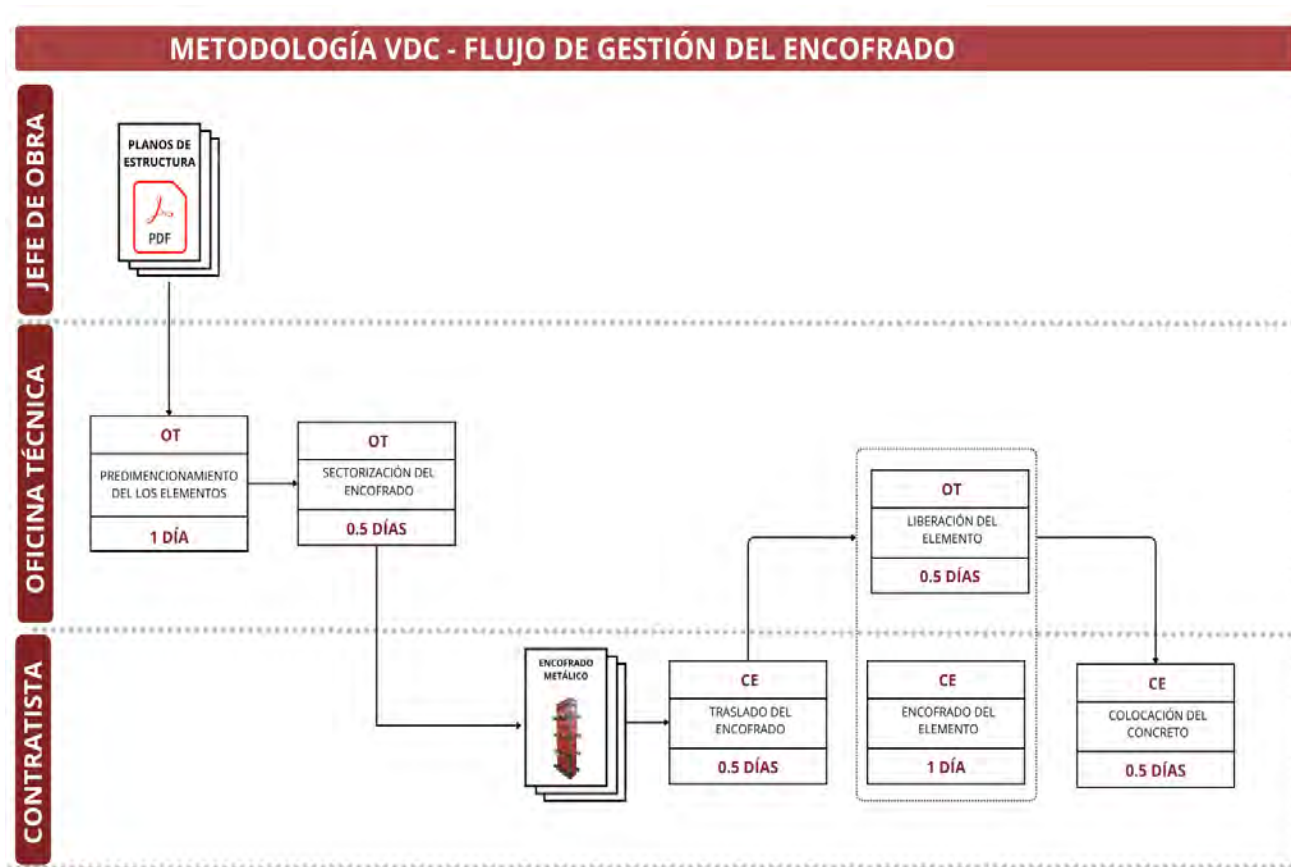 METODOLOGÍA VDC - FLUJO DE GESTIÓN DEL ENCOFRADO
JEFE DE OBRA
PLANOS DE
ESTRUCTURA
PDF
OFICINA TÉCNICA
OT
PREDIMENCIONAMIENTO
DEL LOS ELEMENTOS
1 DÍA
OT
SECTORIZACIÓN DEL
ENCOFRADO
0.5 DÍAS
OT
LIBERACIÓN DEL
ELEMENTO
0.5 DÍAS
CONTRATISTA
ENCOFRADO
METÁLICO
CE
TRASLADO DEL
ENCOFRADO
0.5 DÍAS
CE
ENCOFRADO DEL
ELEMENTO
1 DÍA
CE
COLOCACIÓN DEL
CONCRETO
0.5 DÍAS